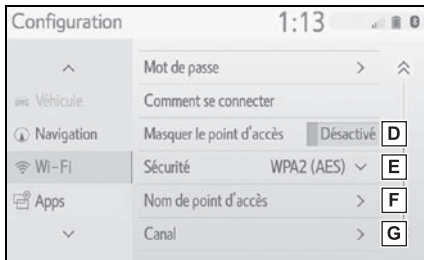 Configuration 1:13
Mot de passe
Véhicule
Comment se connecter
Navigation
Masquer le point d'accès Désactivé D
Wi-Fi
Sécurité WPA2 (AES) E
Apps
Nom de point d'accès F
Canal G